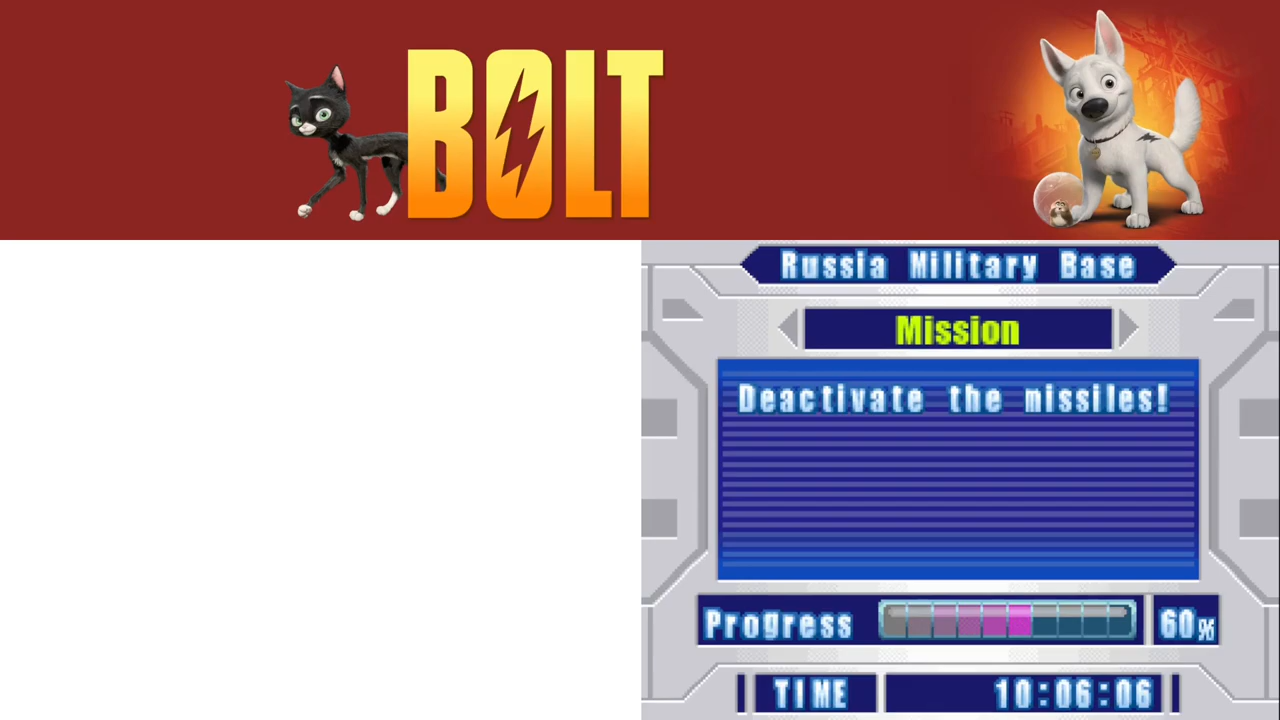 BOLT
Russia Military Base
Mission
Deactivate the missiles!
Progress 60%
TIME 10:06:06